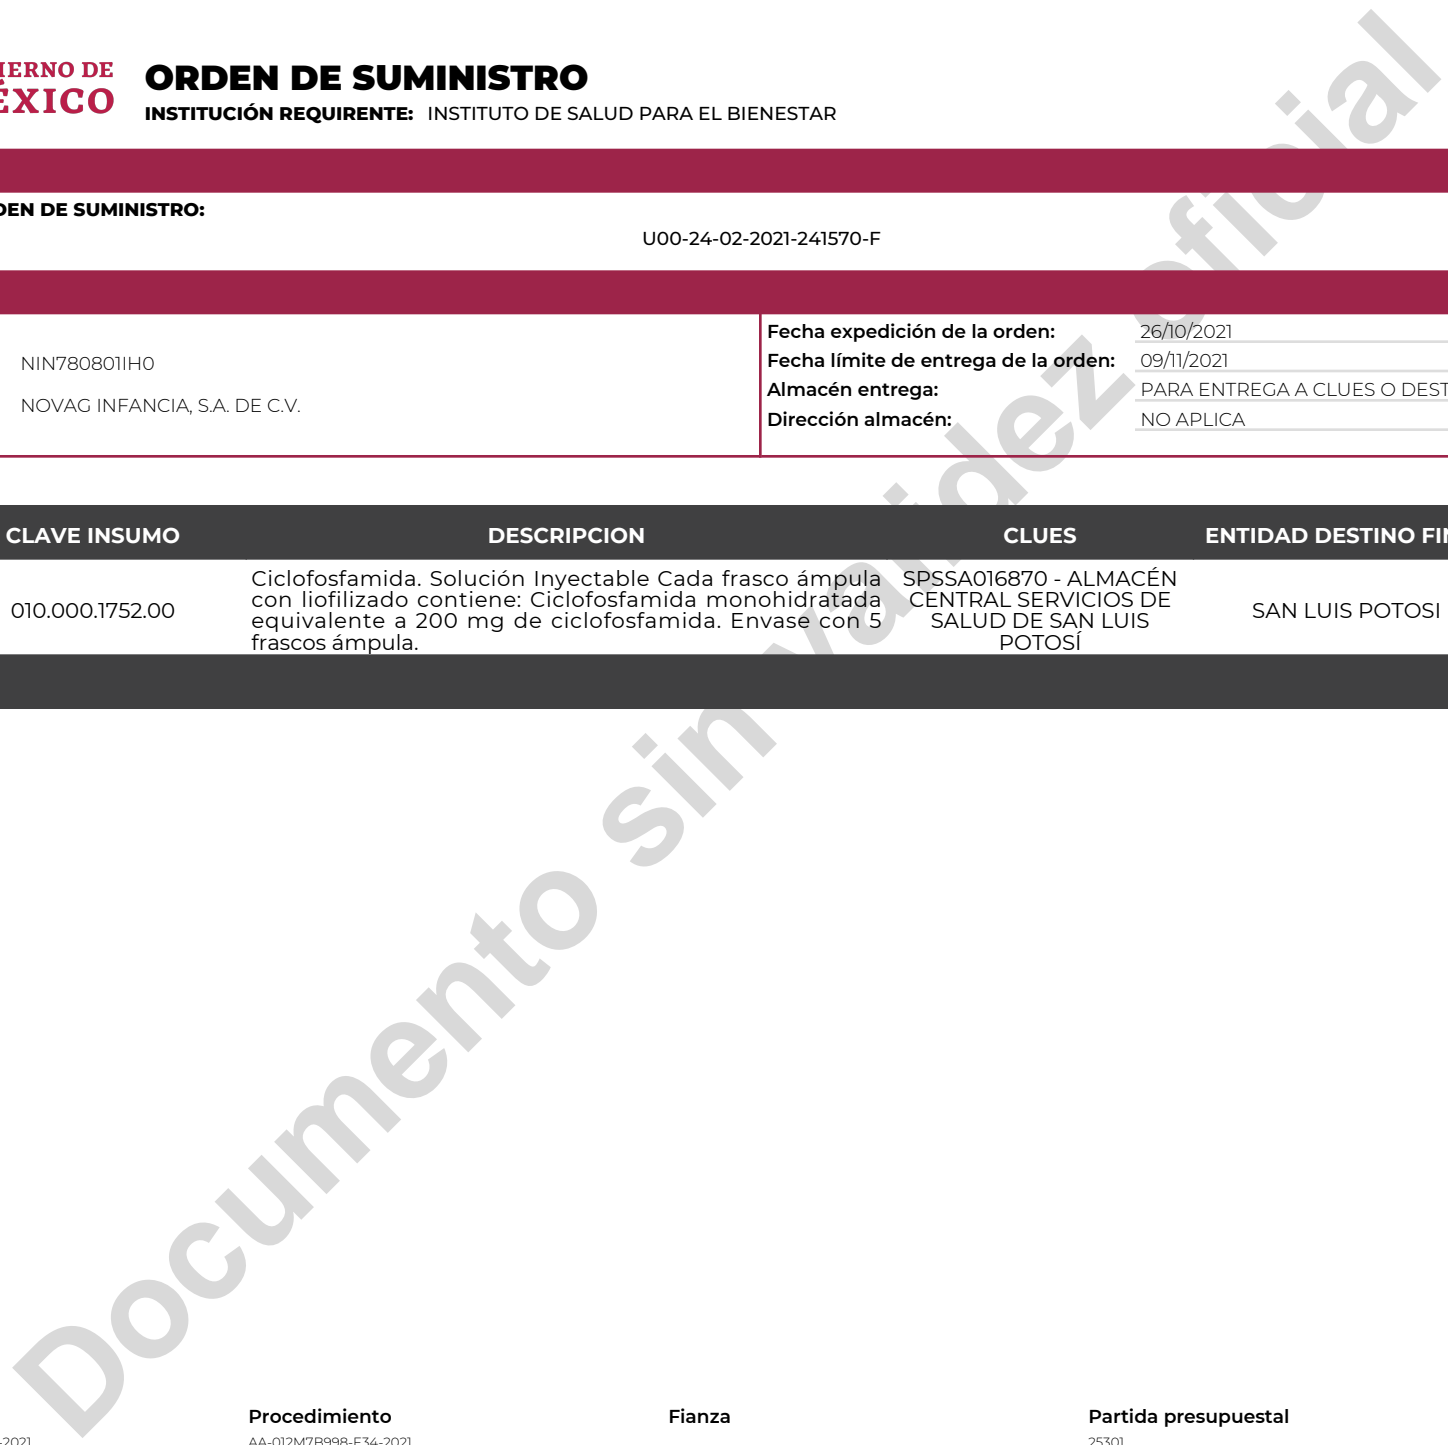 IERNO DE
ÉXICO
ORDEN DE SUMINISTRO
INSTITUCIÓN REQUIRENTE: INSTITUTO DE SALUD PARA EL BIENESTAR
DEN DE SUMINISTRO:
U00-24-02-2021-241570-F
NIN780801IH0
NOVAG INFANCIA, S.A. DE C.V.
Fecha expedición de la orden: 26/10/2021
Fecha límite de entrega de la orden: 09/11/2021
Almacén entrega: PARA ENTREGA A CLUES O DEST
Dirección almacén: NO APLICA
CLAVE INSUMO DESCRIPCION CLUES ENTIDAD DESTINO FIN
010.000.1752.00
Ciclofosfamida. Solución Inyectable Cada frasco ámpula
con liofilizado contiene: Ciclofosfamida monohidratada
equivalente a 200 mg de ciclofosfamida. Envase con 5
frascos ámpula.
SPSSA016870 - ALMACÉN
CENTRAL SERVICIOS DE
SALUD DE SAN LUIS
POTOSÍ
SAN LUIS POTOSI
Documento sin validez oficial
Procedimiento Fianza Partida presupuestal
-2021 AA-012M7B998-E34-2021 25301